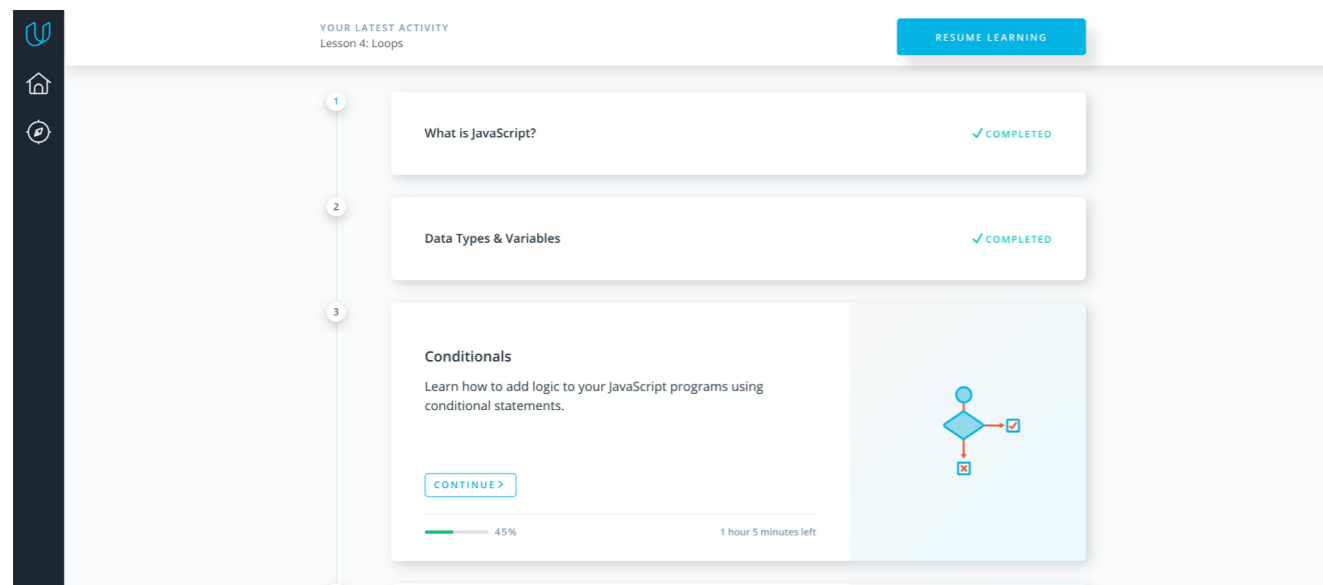 YOUR LATEST ACTIVITY
Lesson 4: Loops
RESUME LEARNING
1
What is JavaScript?
COMPLETED
2
Data Types & Variables
COMPLETED
3
Conditionals
Learn how to add logic to your JavaScript programs using
conditional statements.
CONTINUE >
45%
1 hour 5 minutes left